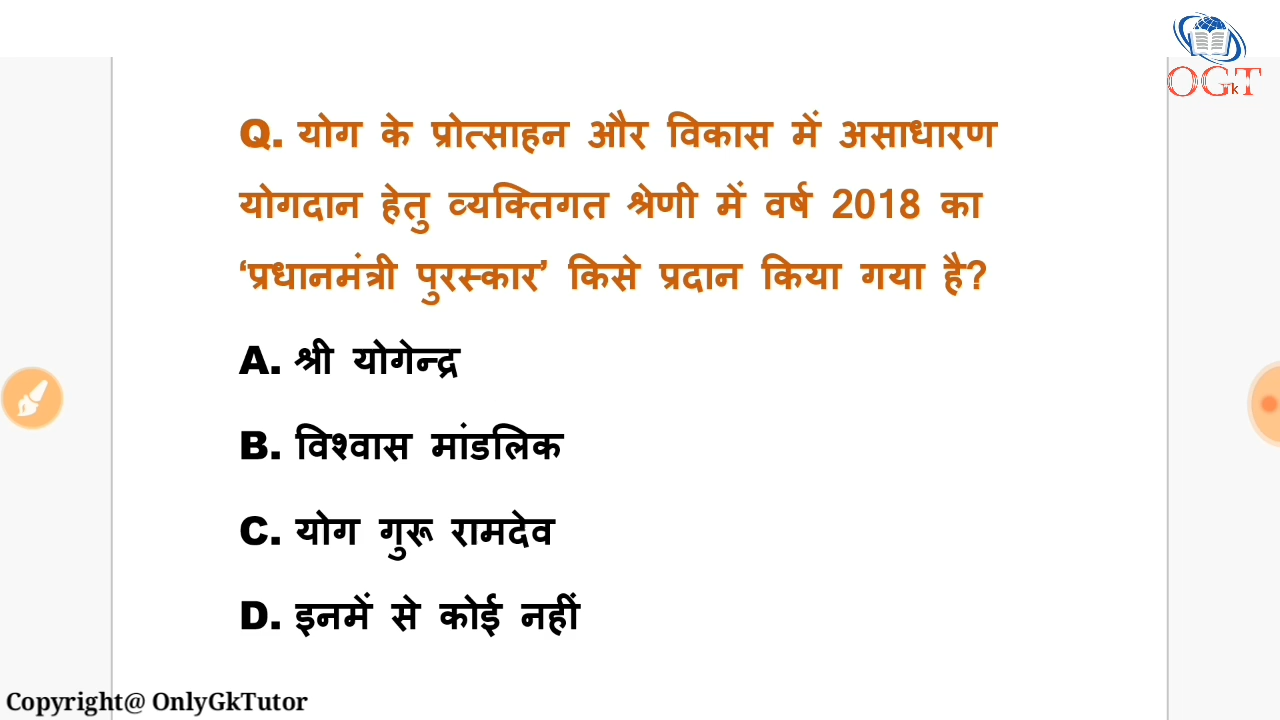 OGkT
Q. योग के प्रोत्साहन और विकास में असाधारण
योगदान हेतु व्यक्तिगत श्रेणी में वर्ष 2018 का
‘प्रधानमंत्री पुरस्कार’ किसे प्रदान किया गया है?
A. श्री योगेन्द्र
B. विश्वास मांडलिक
C. योग गुरू रामदेव
D. इनमें से कोई नहीं
Copyright@ OnlyGkTutor